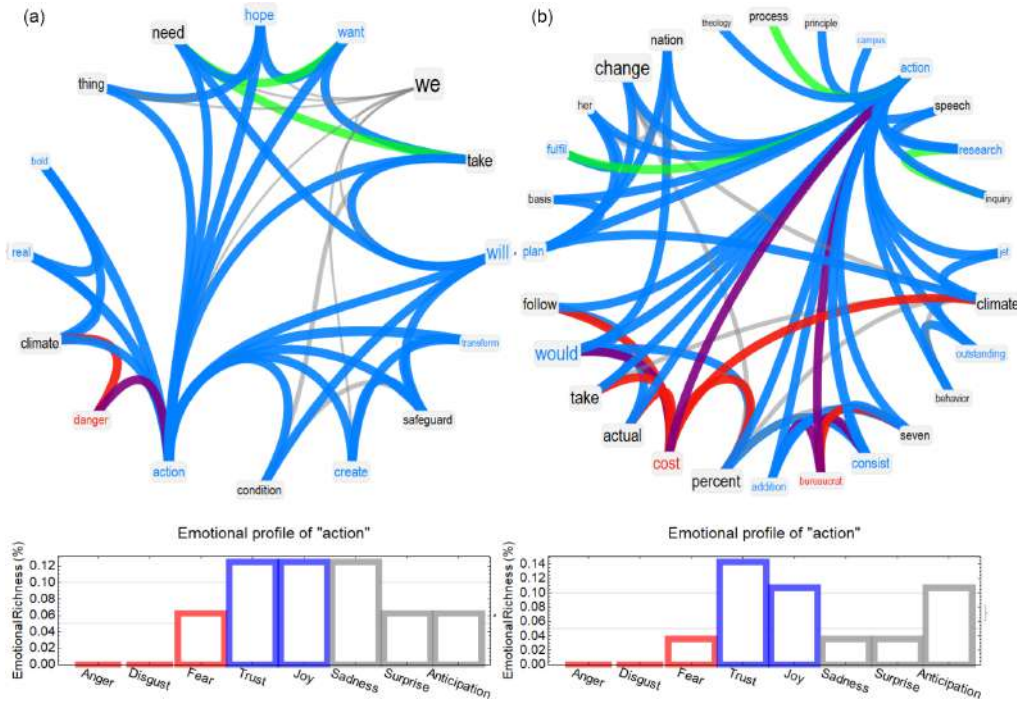 (a)
hope
need
want
thing
we
bold
take
real
will
climate
transform
danger
safeguard
action
create
condition
(b)
theology
process
principle
nation
campus
change
action
her
speech
fulfil
research
basis
inquiry
plan
jet
follow
climate
would
outstanding
take
behavior
actual
seven
cost
consist
percent
addition
bureaucrat
Emotional profile of "action"
Emotional Richness (%)
0.12
0.10
0.08
0.06
0.04
0.02
0.00
Anger
Disgust
Fear
Trust
Joy
Sadness
Surprise
Anticipation
Emotional profile of "action"
Emotional Richness (%)
0.14
0.12
0.10
0.08
0.06
0.04
0.02
0.00
Anger
Disgust
Fear
Trust
Joy
Sadness
Surprise
Anticipation